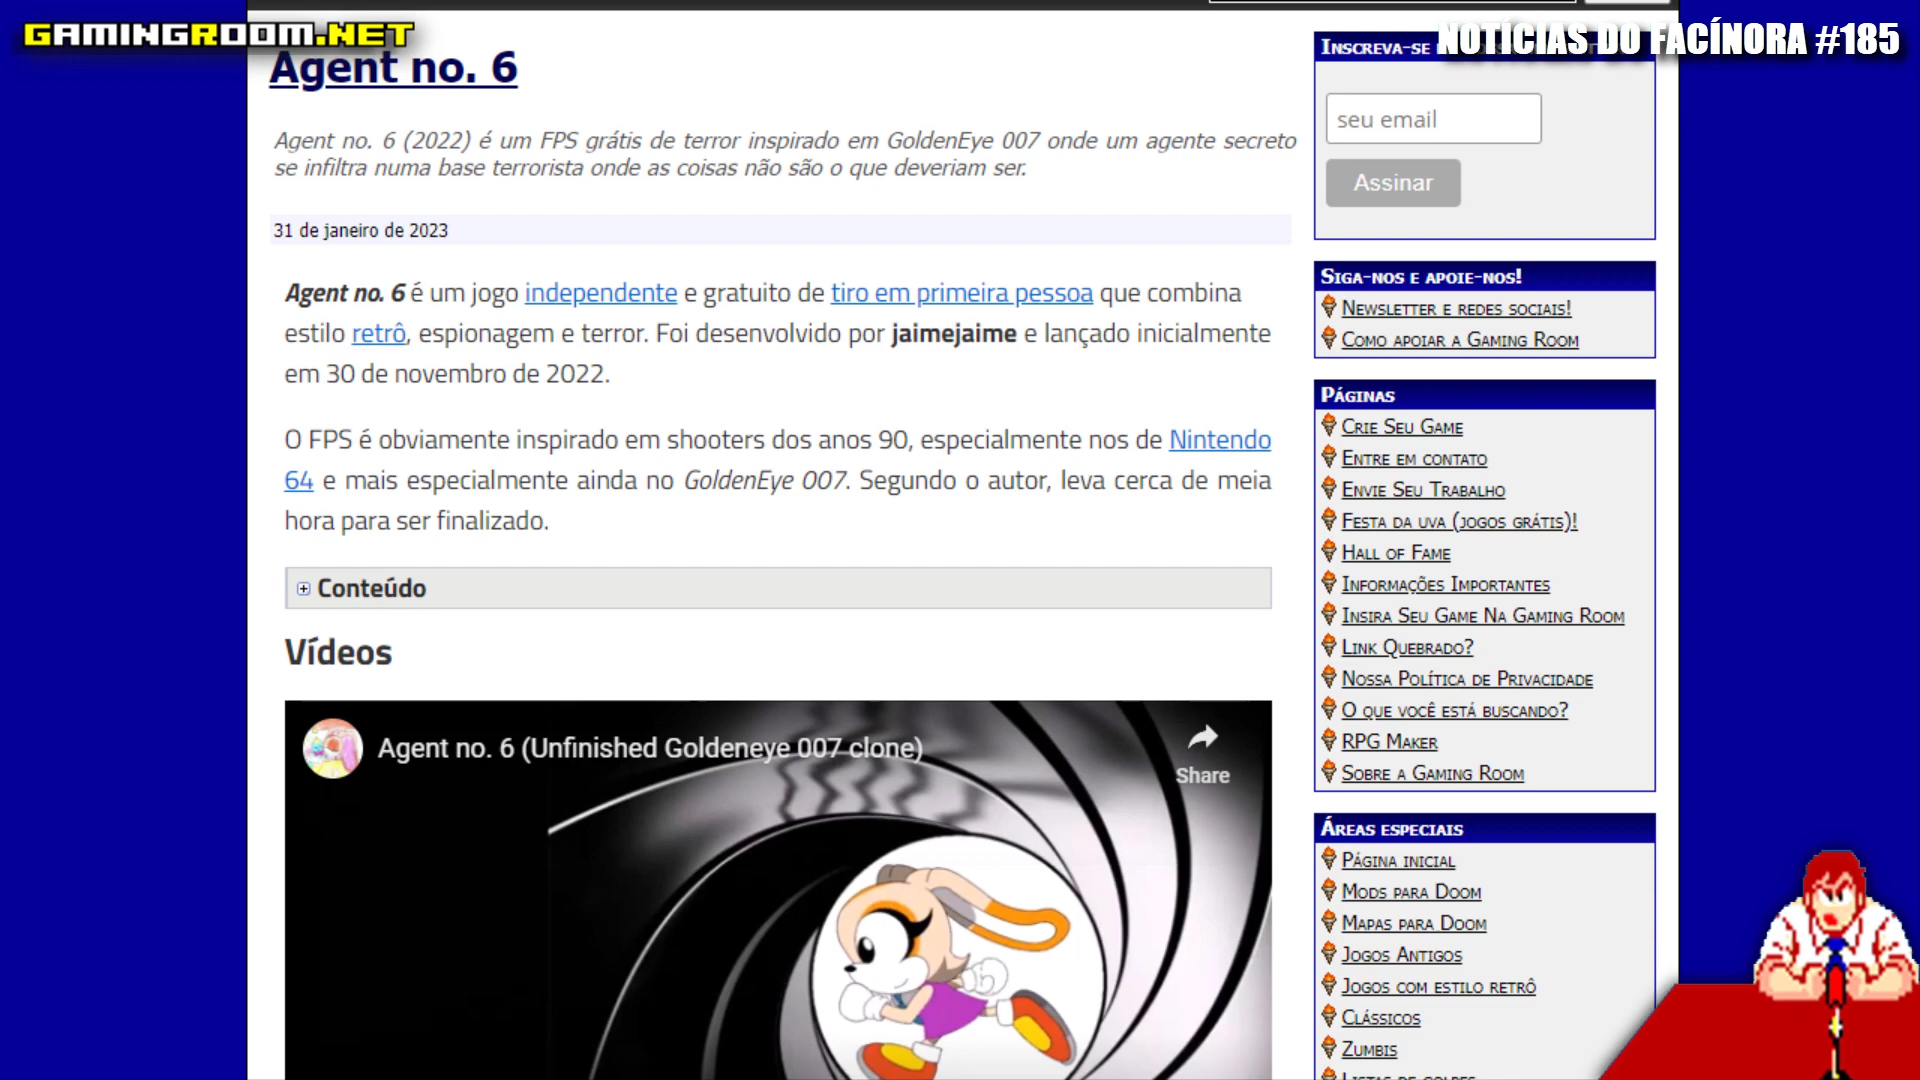 GAMINGROOM.NET
NOTÍCIAS DO FACÍNORA #185
Agent no. 6
Agent no. 6 (2022) é um FPS grátis de terror inspirado em GoldenEye 007 onde um agente secreto
se infiltra numa base terrorista onde as coisas não são o que deveriam ser.
31 de janeiro de 2023
Agent no. 6 é um jogo independente e gratuito de tiro em primeira pessoa que combina
estilo retrô, espionagem e terror. Foi desenvolvido por jaimejaime e lançado inicialmente
em 30 de novembro de 2022.
O FPS é obviamente inspirado em shooters dos anos 90, especialmente nos de Nintendo
64 e mais especialmente ainda no GoldenEye 007. Segundo o autor, leva cerca de meia
hora para ser finalizado.
Conteúdo
Vídeos
Agent no. 6 (Unfinished Goldeneye 007 clone)
Share
Inscreva-se
seu email
Assinar
Siga-nos e apoie-nos!
Newsletter e redes sociais!
Como apoiar a Gaming Room
Páginas
Crie Seu Game
Entre em contato
Envie Seu Trabalho
Festa da uva (jogos grátis)!
Hall of Fame
Informações Importantes
Insira Seu Game Na Gaming Room
Link Quebrado?
Nossa Política de Privacidade
O que você está buscando?
RPG Maker
Sobre a Gaming Room
Áreas especiais
Página inicial
Mods para Doom
Mapas para Doom
Jogos Antigos
Jogos com estilo retrô
Clássicos
Zumbis